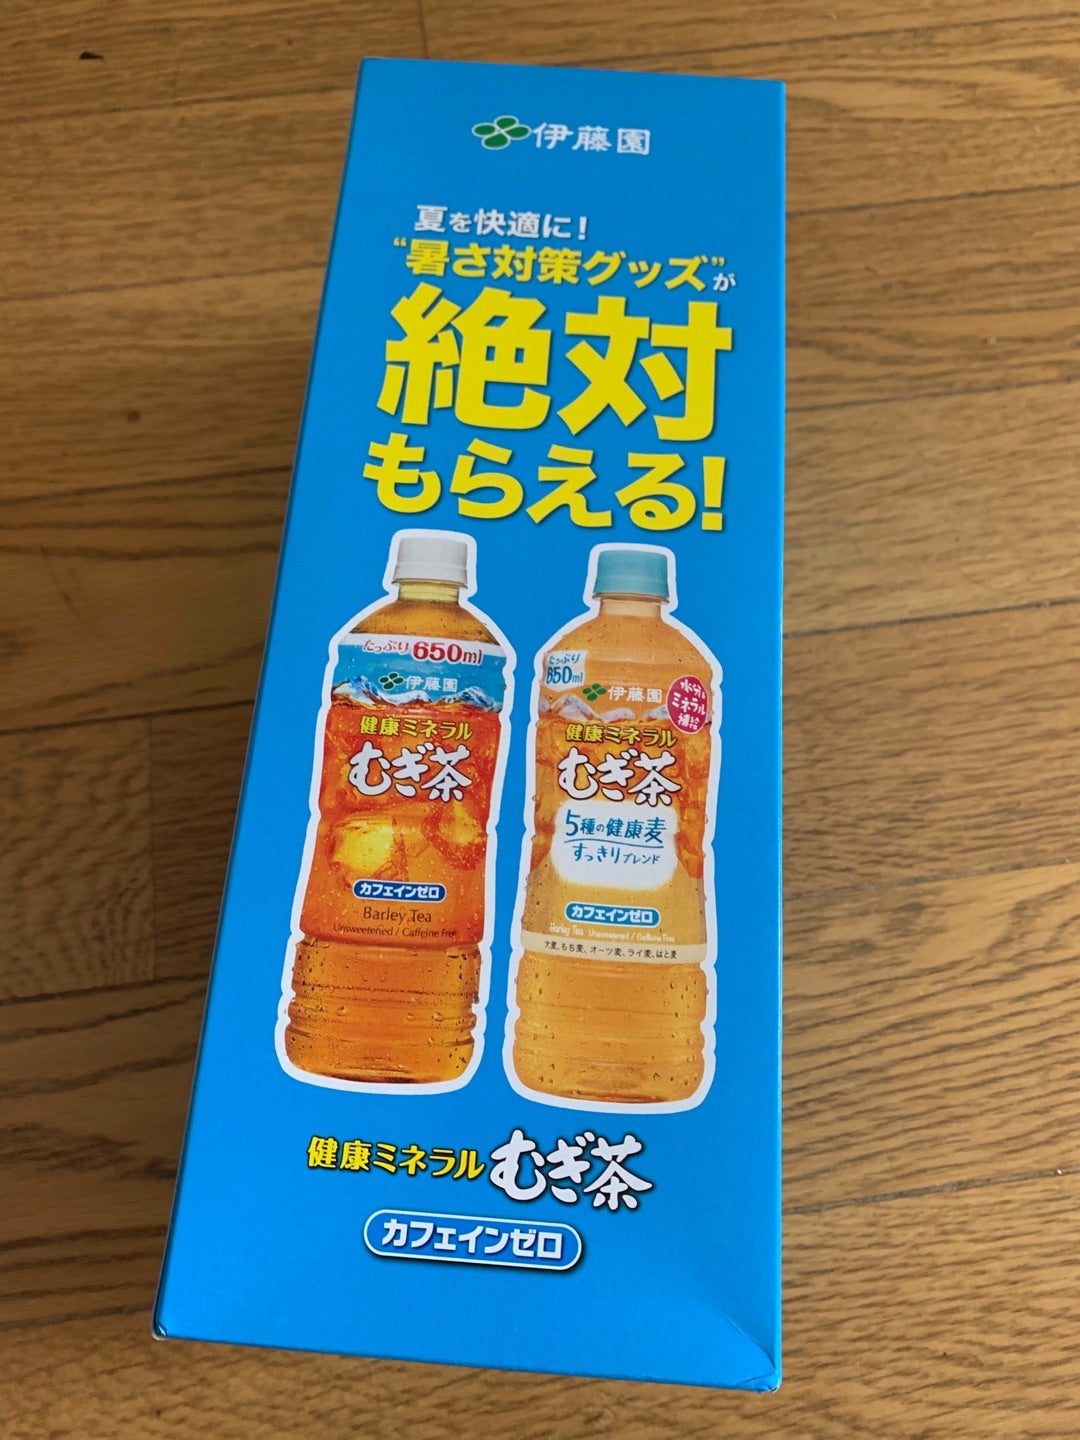 伊藤園
夏を快適に!
“暑さ対策グッズ”が
絶対
もらえる!
たっぷり650ml
伊藤園
健康ミネラル
むぎ茶
カフェインゼロ
Barley Tea
Unsweetened / Caffeine Free
たっぷり
650ml
伊藤園
水分&
ミネラル
補給
健康ミネラル
むぎ茶
5種の健康麦
すっきりブレンド
カフェインゼロ
Barley Tea Unsweetened / Caffeine Free
大麦、もち麦、オーツ麦、ライ麦、はと麦
健康ミネラルむぎ茶
カフェインゼロ